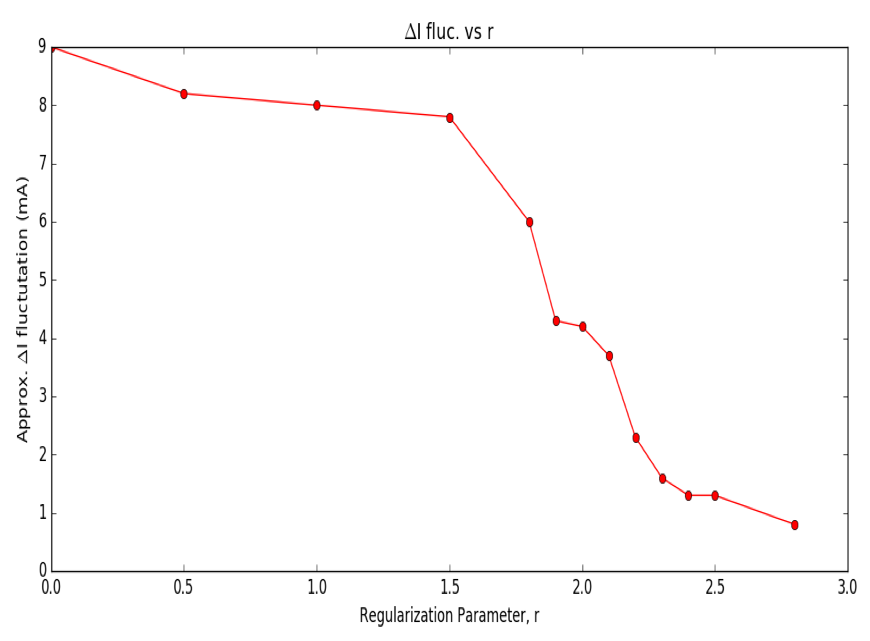 ΔI fluc. vs r
9
8
7
6
5
4
3
2
1
0
Approx. ΔI fluctutation (mA)
0.0 0.5 1.0 1.5 2.0 2.5 3.0
Regularization Parameter, r